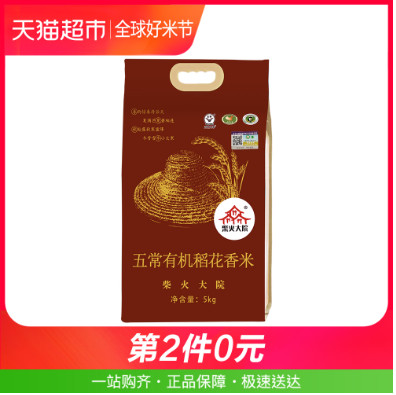 天猫超市 全球好米节
柴火大院
五常有机稻花香米
柴火大院
净含量：5kg
第2件0元
一站购齐·正品保障·极速送达